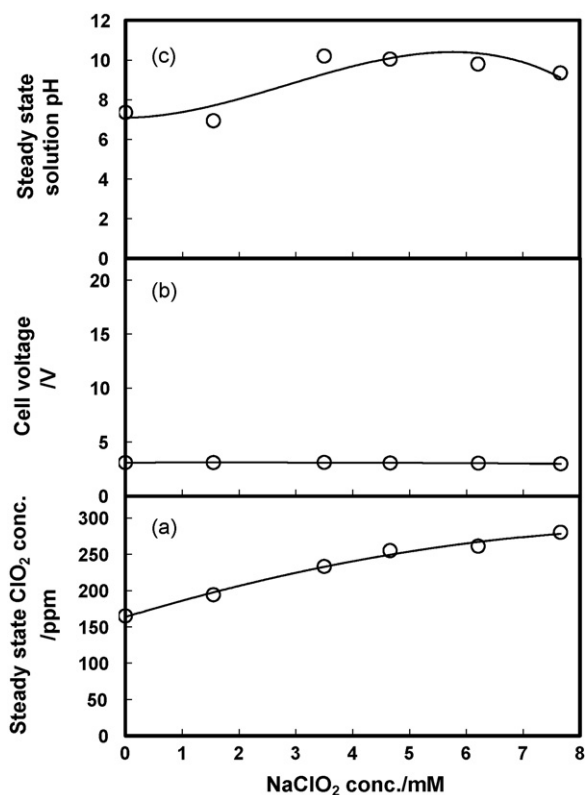 Steady state
solution pH
12
10
8
6
4
2
0
(c)
Cell voltage
/V
20
15
10
5
0
(b)
Steady state ClO₂ conc.
/ppm
300
250
200
150
100
50
0
(a)
0 1 2 3 4 5 6 7 8
NaClO₂ conc./mM